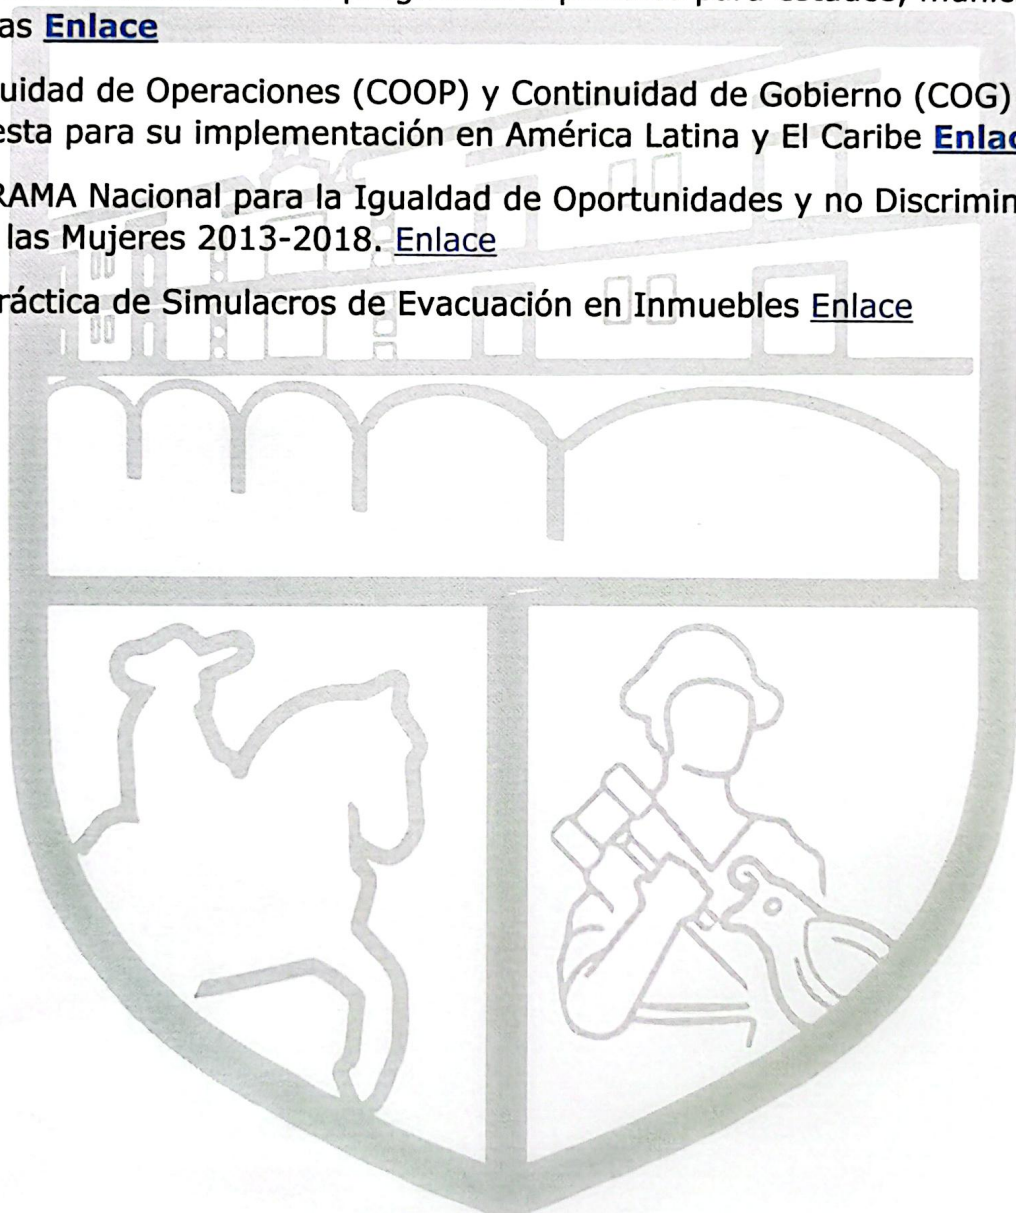 as Enlace
uidad de Operaciones (COOP) y Continuidad de Gobierno (COG)
esta para su implementación en América Latina y El Caribe Enlac
RAMA Nacional para la Igualdad de Oportunidades y no Discrimin
las Mujeres 2013-2018. Enlace
ráctica de Simulacros de Evacuación en Inmuebles Enlace